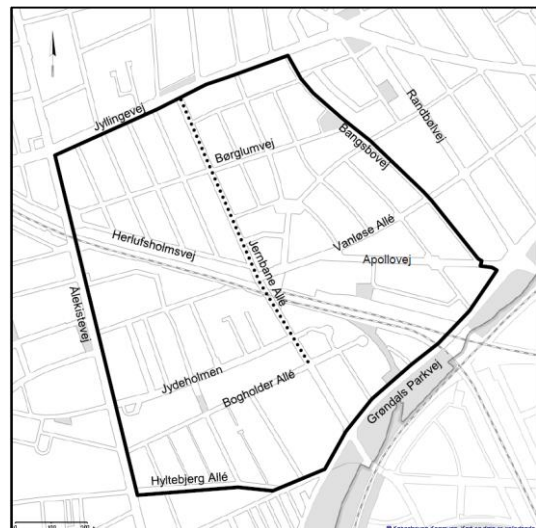 Jyllingevej
Randbølvej
Bangsbovej
Børglumvej
Vanløse Allé
Herlufsholmsvej
Jernbane Allé
Apollovej
Ålekistevej
Jydeholmen
Bogholder Allé
Grøndals Parkvej
Hyltebjerg Allé